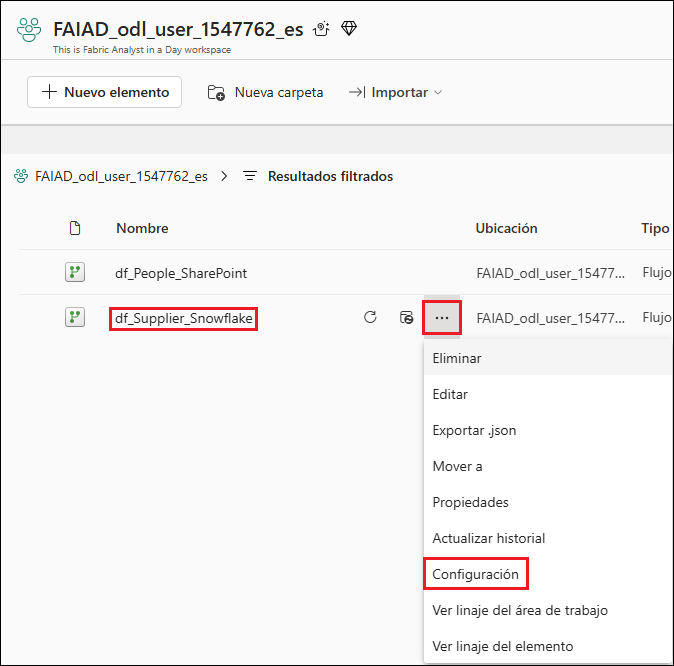 FAIAD_odl_user_1547762_es
This is Fabric Analyst in a Day workspace
Nuevo elemento Nueva carpeta Importar
FAIAD_odl_user_1547762_es Resultados filtrados
Nombre Ubicación Tipo
df_People_SharePoint FAIAD_odl_user_1547... Flujo
df_Supplier_Snowflake ... FAIAD_odl_user_1547... Flujo
Eliminar
Editar
Exportar .json
Mover a
Propiedades
Actualizar historial
Configuración
Ver linaje del área de trabajo
Ver linaje del elemento